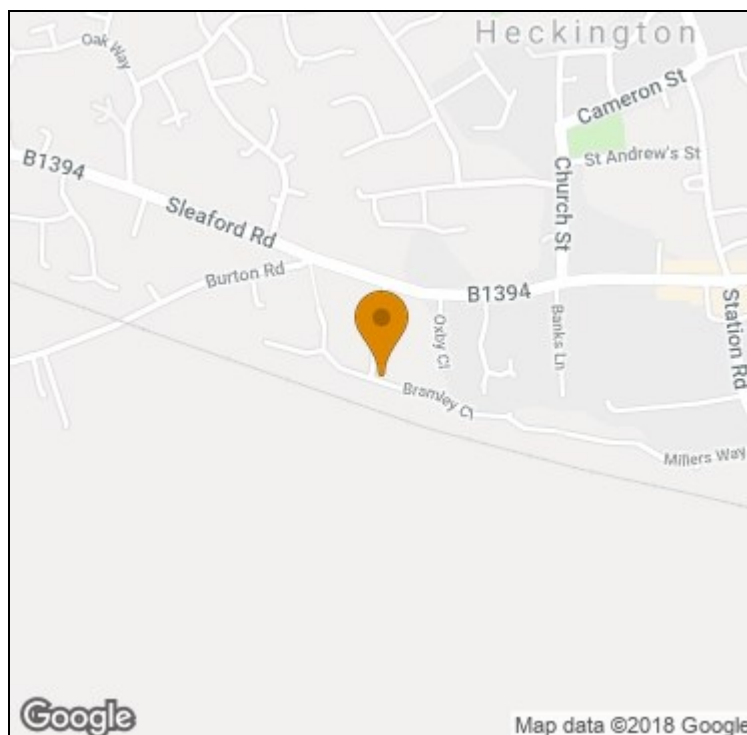 Heckington
Oak Way
Cameron St
B1394
St Andrew's St
Church St
Sleaford Rd
Burton Rd
B1394
Oxby Cl
Banks Ln
Station Rd
Bramley Cl
Millers Way
Google
Map data ©2018 Google